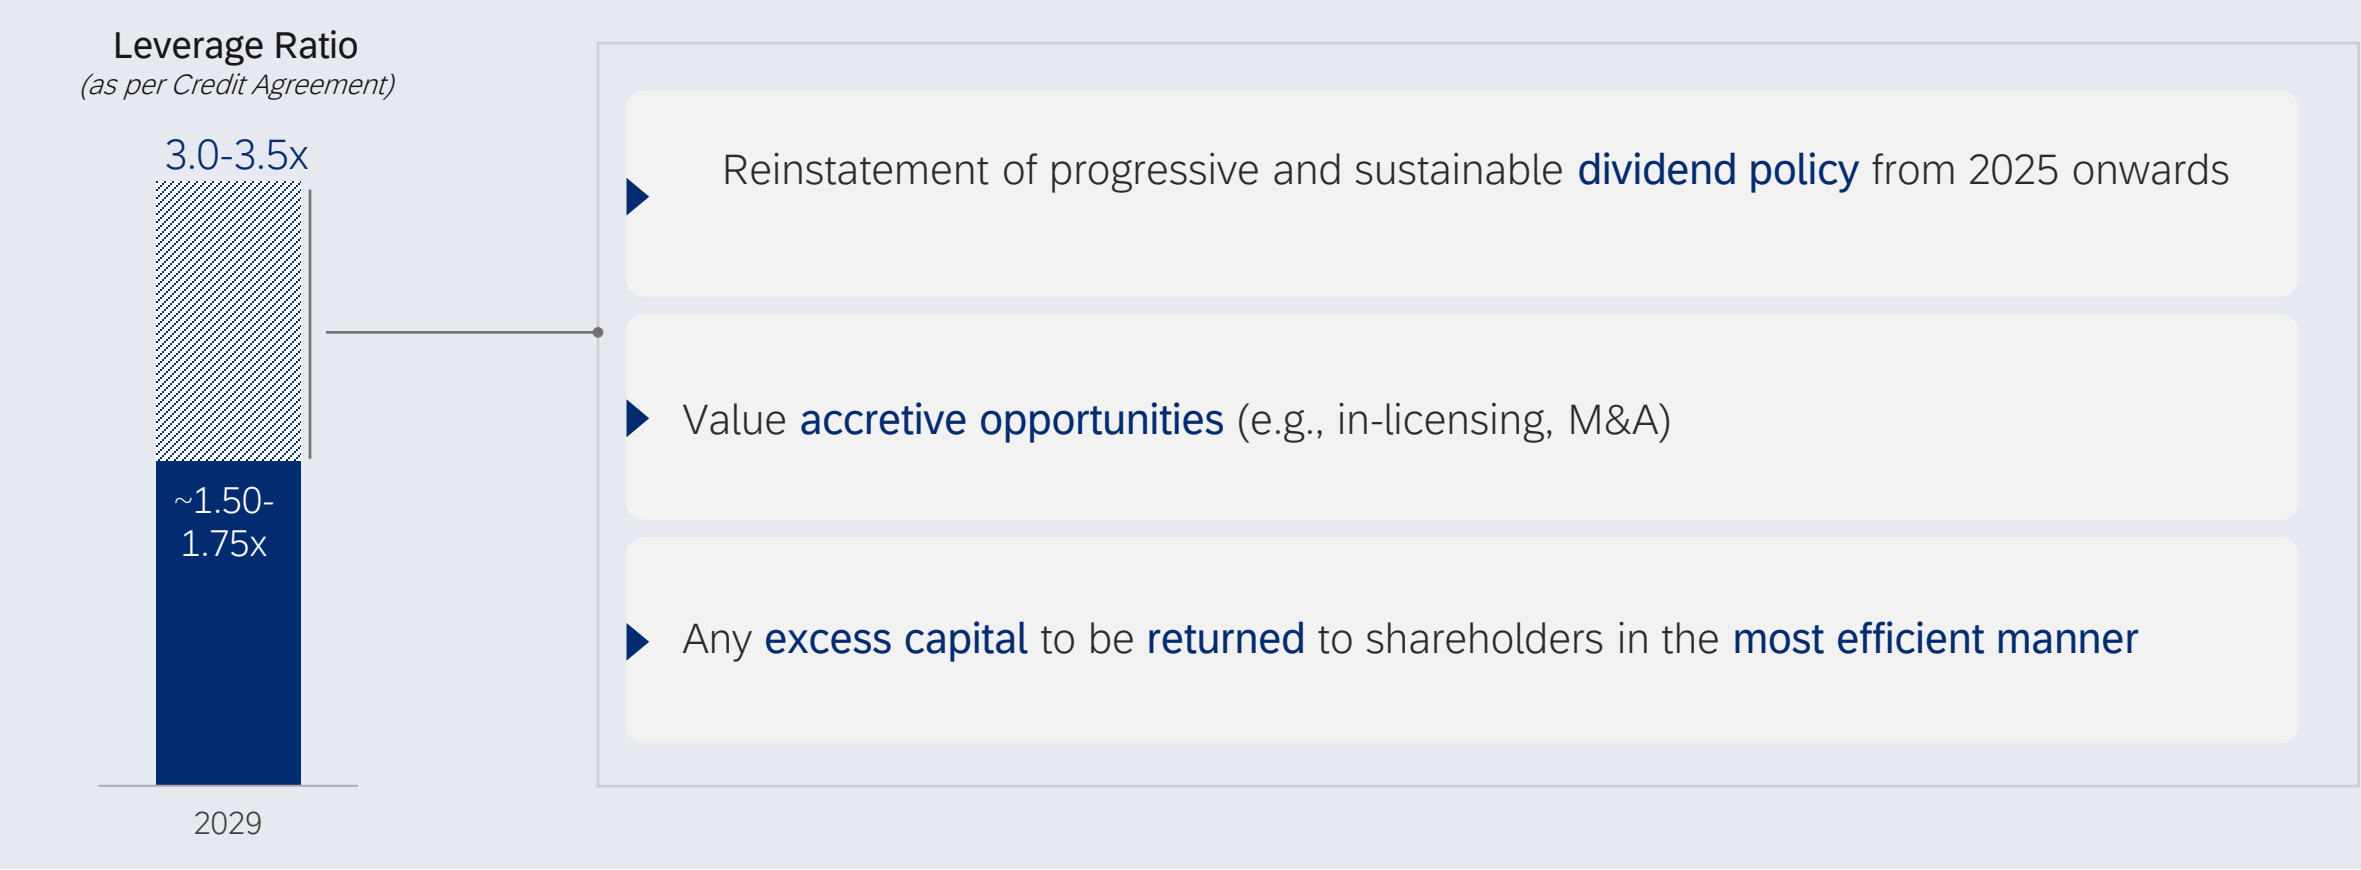 Leverage Ratio
(as per Credit Agreement)
3.0-3.5x
~1.50-
1.75x
2029
Reinstatement of progressive and sustainable dividend policy from 2025 onwards
Value accretive opportunities (e.g., in-licensing, M&A)
Any excess capital to be returned to shareholders in the most efficient manner